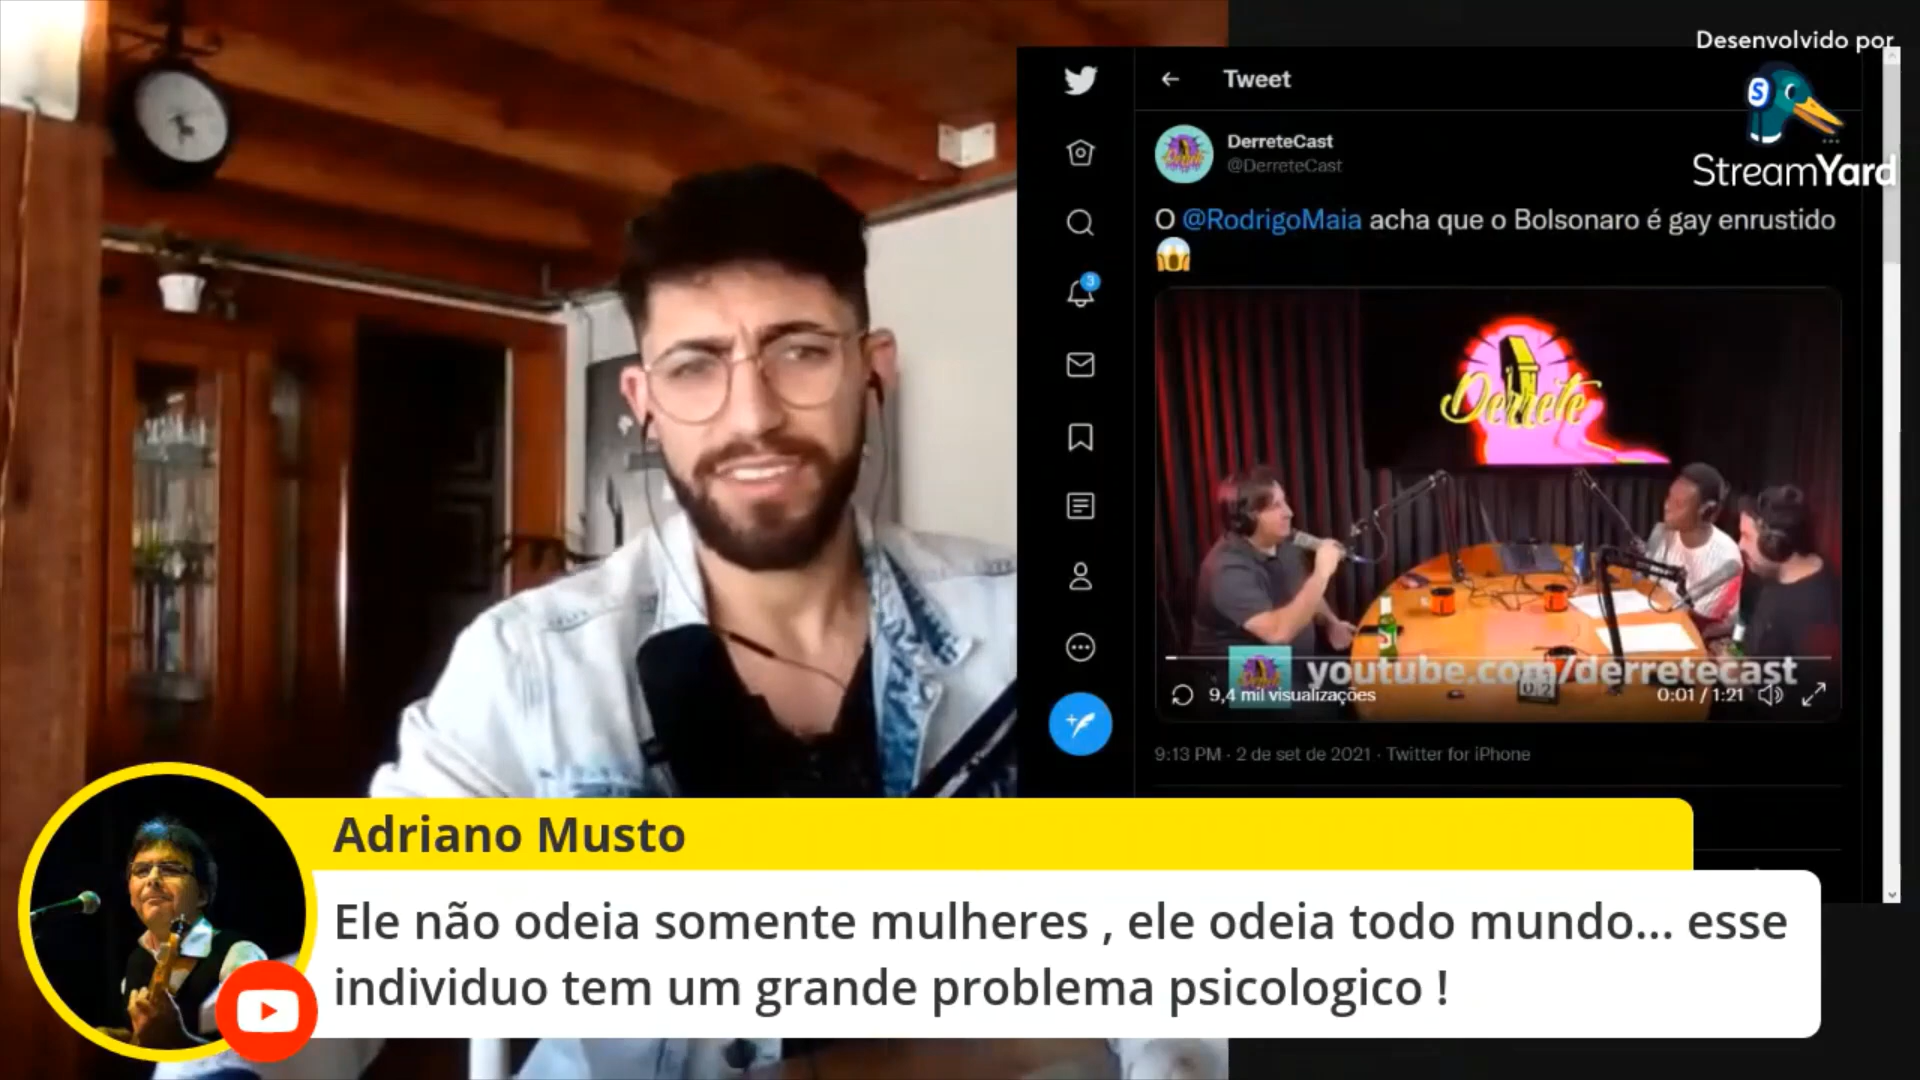 Desenvolvido por
StreamYard
Tweet
DerreteCast
@DerreteCast
O @RodrigoMaia acha que o Bolsonaro é gay enrustido
3
Derrete
youtube.com/derretecast
9,4 mil visualizações
0:01 / 1:21
9:13 PM · 2 de set de 2021 · Twitter for iPhone
Adriano Musto
Ele não odeia somente mulheres , ele odeia todo mundo... esse
individuo tem um grande problema psicologico !